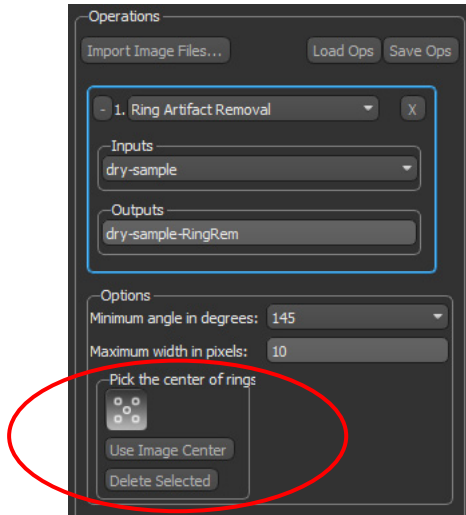 Operations
Import Image Files... Load Ops Save Ops
- 1. Ring Artifact Removal X
Inputs
dry-sample
Outputs
dry-sample-RingRem
Options
Minimum angle in degrees: 145
Maximum width in pixels: 10
Pick the center of rings
Use Image Center
Delete Selected